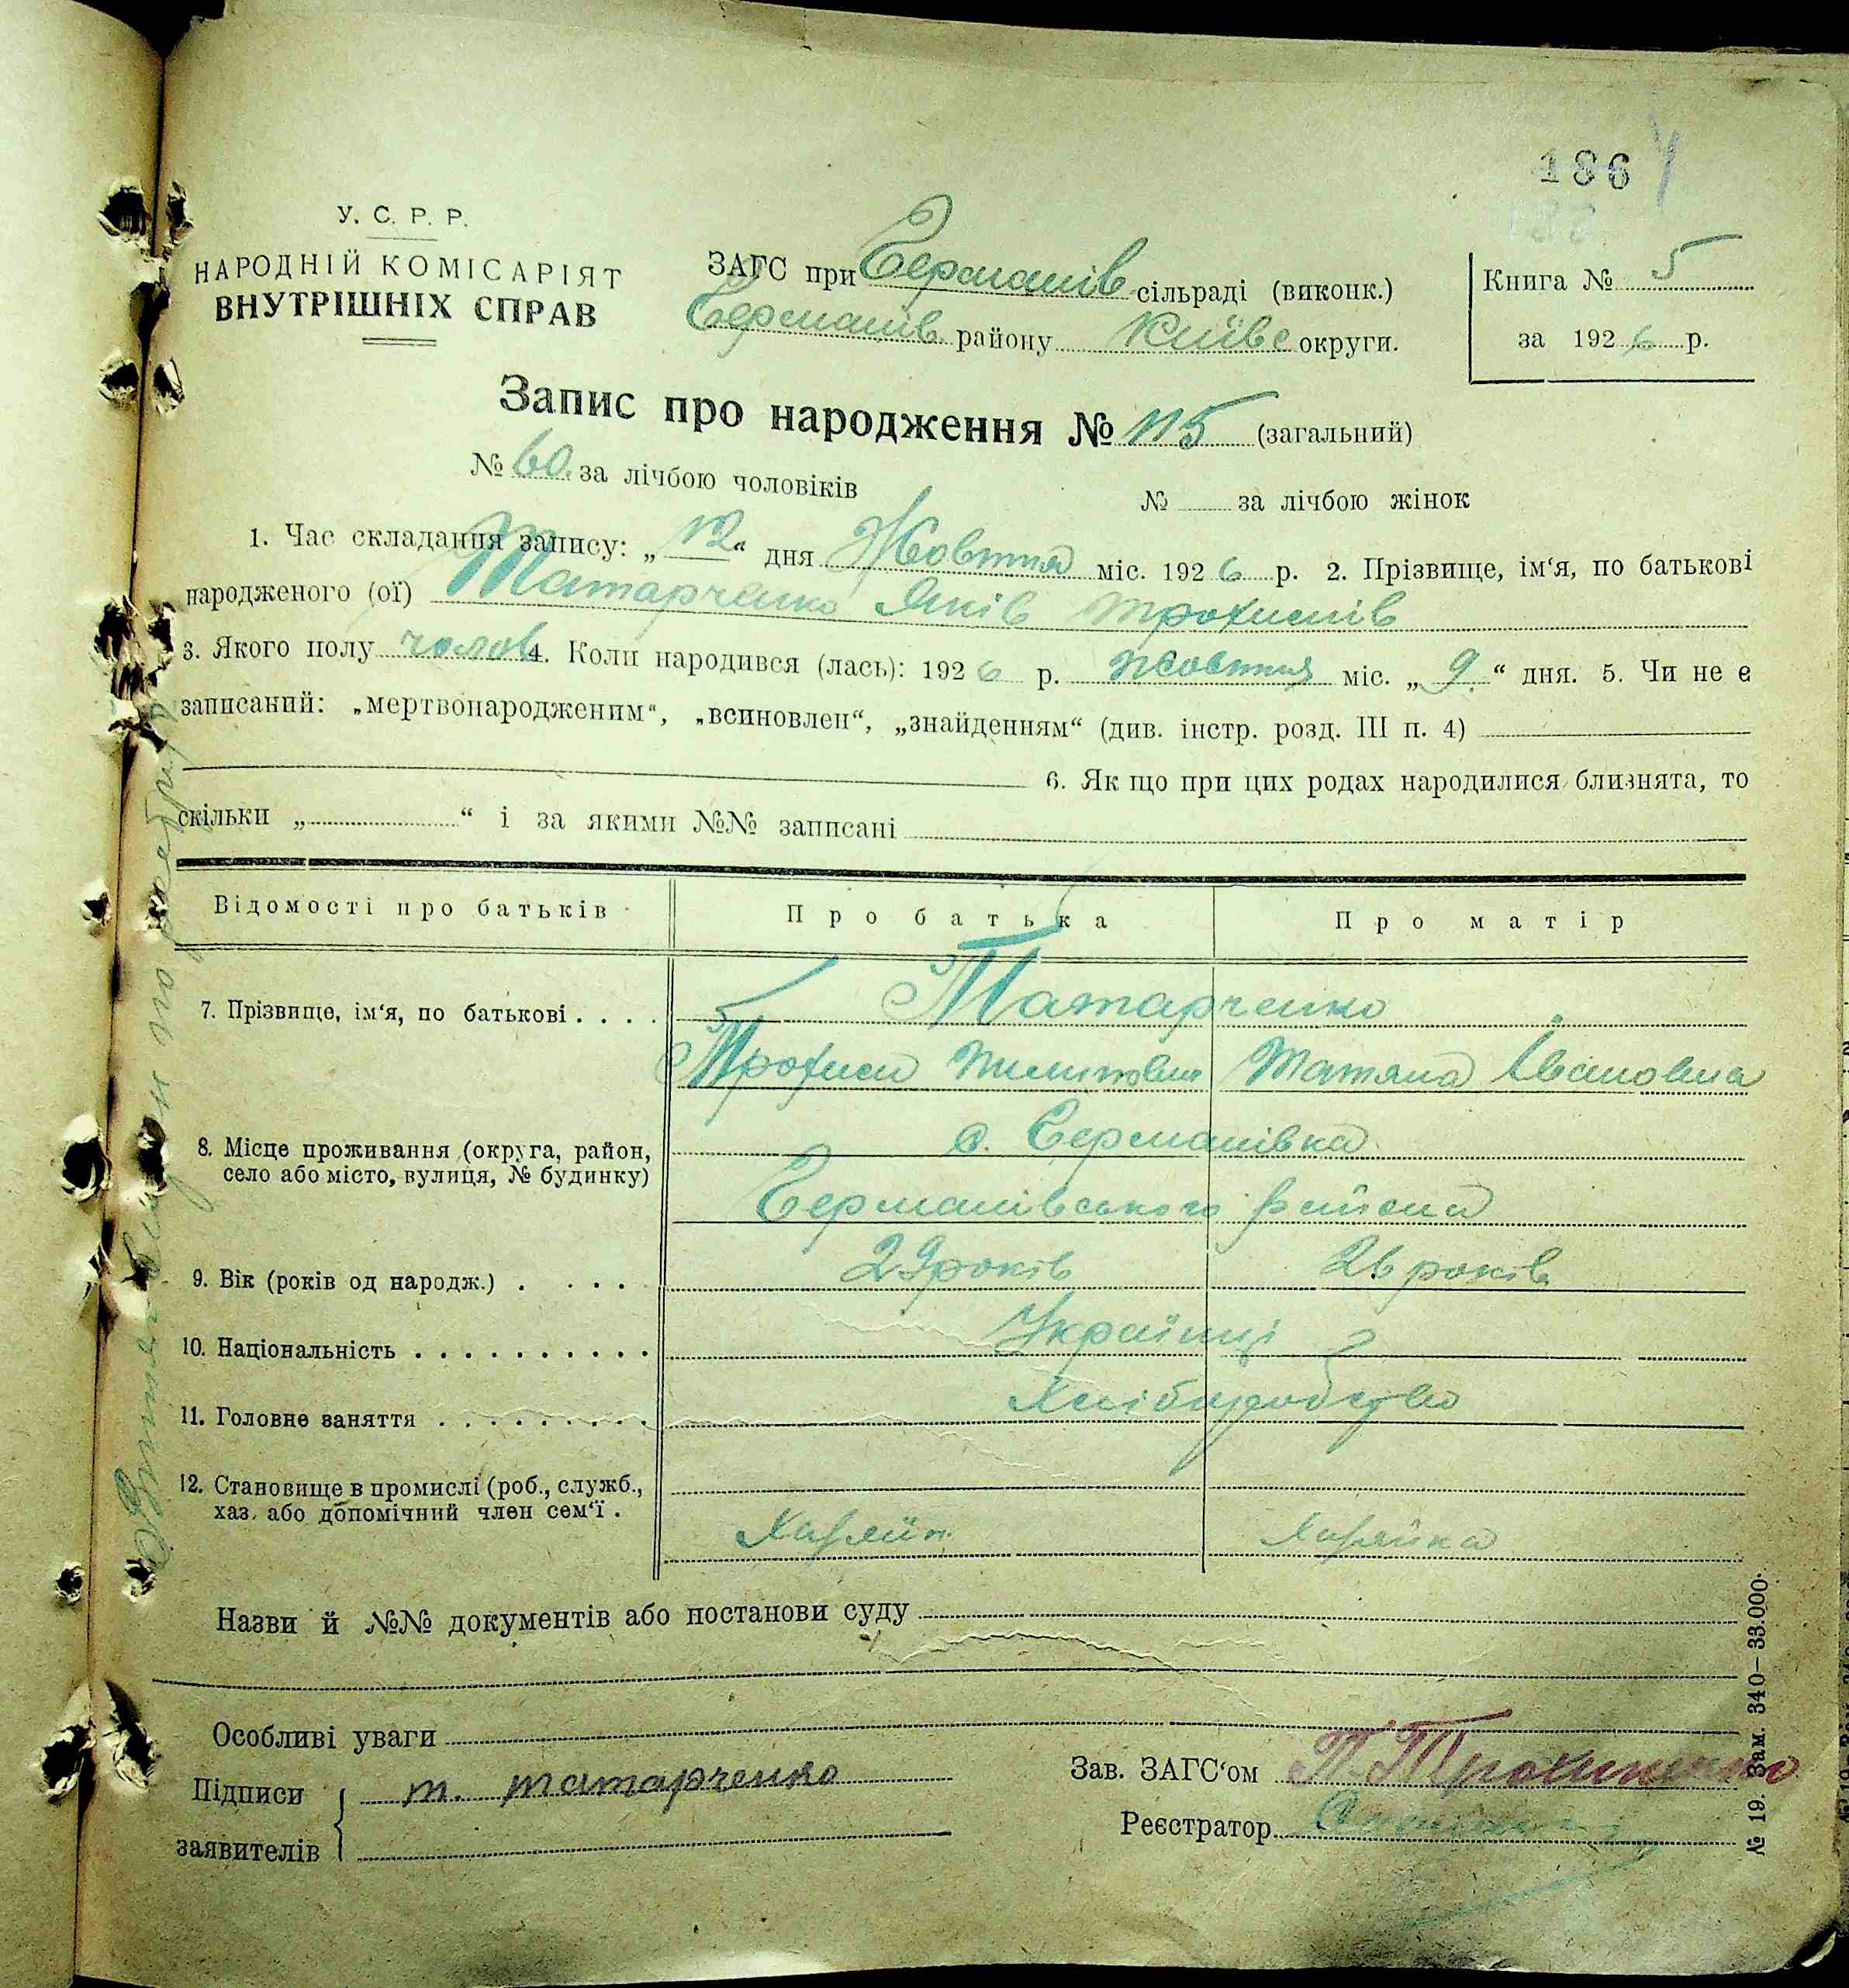 186
У. С. Р. Р.
НАРОДНІЙ КОМІСАРІЯТ
ВНУТРІШНІХ СПРАВ
ЗАГС при Германів сільраді (виконк.)
Германів району Київс округи.
Книга № 5
за 1926 р.
Запис про народження № 115 (загальний)
№ 60 за лічбою чоловіків № за лічбою жінок
1. Час складання запису: „12“ дня Жовтня міс. 1926 р. 2. Прізвище, ім‘я, по батькові
народженого (ої) Татарченко Яків Трохимів
3. Якого полу чолов 4. Коли народився (лась): 1926 р. Жовтня міс. „9“ дня. 5. Чи не є
записаний: „мертвонародженим“, „всиновлен“, „знайденням“ (див. інстр. розд. III п. 4)
6. Як що при цих родах народилися близнята, то
скільки „ “ і за якими №№ записані
Відомості про батьків Про батька Про матір
7. Прізвище, ім‘я, по батькові . . . . Татарченко
Трохим Пилипович Татяна Івановна
8. Місце проживання (округа, район, с. Германівка
село або місто, вулиця, № будинку) Германівського району
9. Вік (років од народж.) . . . . 29 років 26 років
10. Національність . . . . . . . . . . Українці
11. Головне заняття . . . . . . . . . Хліборобство
12. Становище в промислі (роб., служб.,
хаз. або допомічний член сем‘ї . Хазяїн Хазяйка
Назви й №№ документів або постанови суду
Особливі уваги
Підписи т. татарченко
заявителів
Зав. ЗАГС‘ом
Реєстратор
№ 19. Зам. 340—33.000.